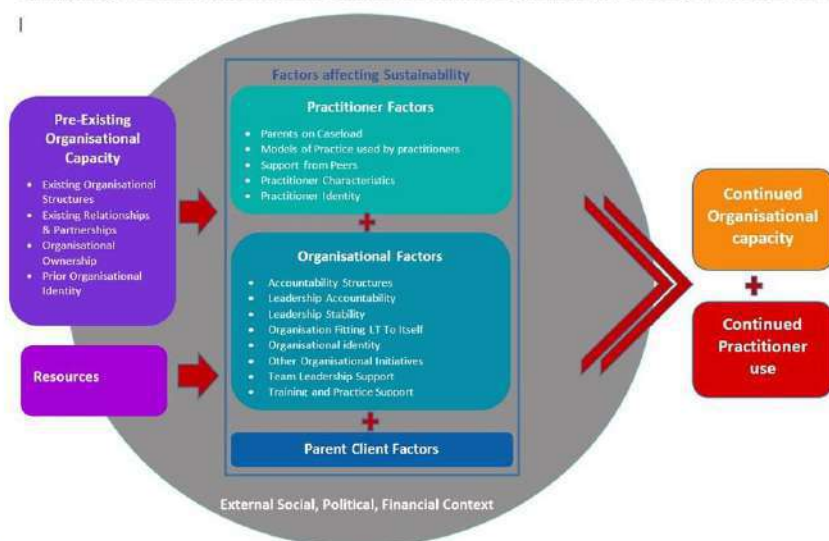 Factors affecting Sustainability
Pre-Existing
Organisational
Capacity
• Existing Organisational
Structures
• Existing Relationships
& Partnerships
• Organisational
Ownership
• Prior Organisational
Identity
Resources
Practitioner Factors
• Parents on Caseload
• Models of Practice used by practitioners
• Support from Peers
• Practitioner Characteristics
• Practitioner Identity
+
Organisational Factors
• Accountability Structures
• Leadership Accountability
• Leadership Stability
• Organisation Fitting LT To Itself
• Organisational identity
• Other Organisational Initiatives
• Team Leadership Support
• Training and Practice Support
+
Parent Client Factors
External Social, Political, Financial Context
Continued
Organisational
capacity
+
Continued
Practitioner
use